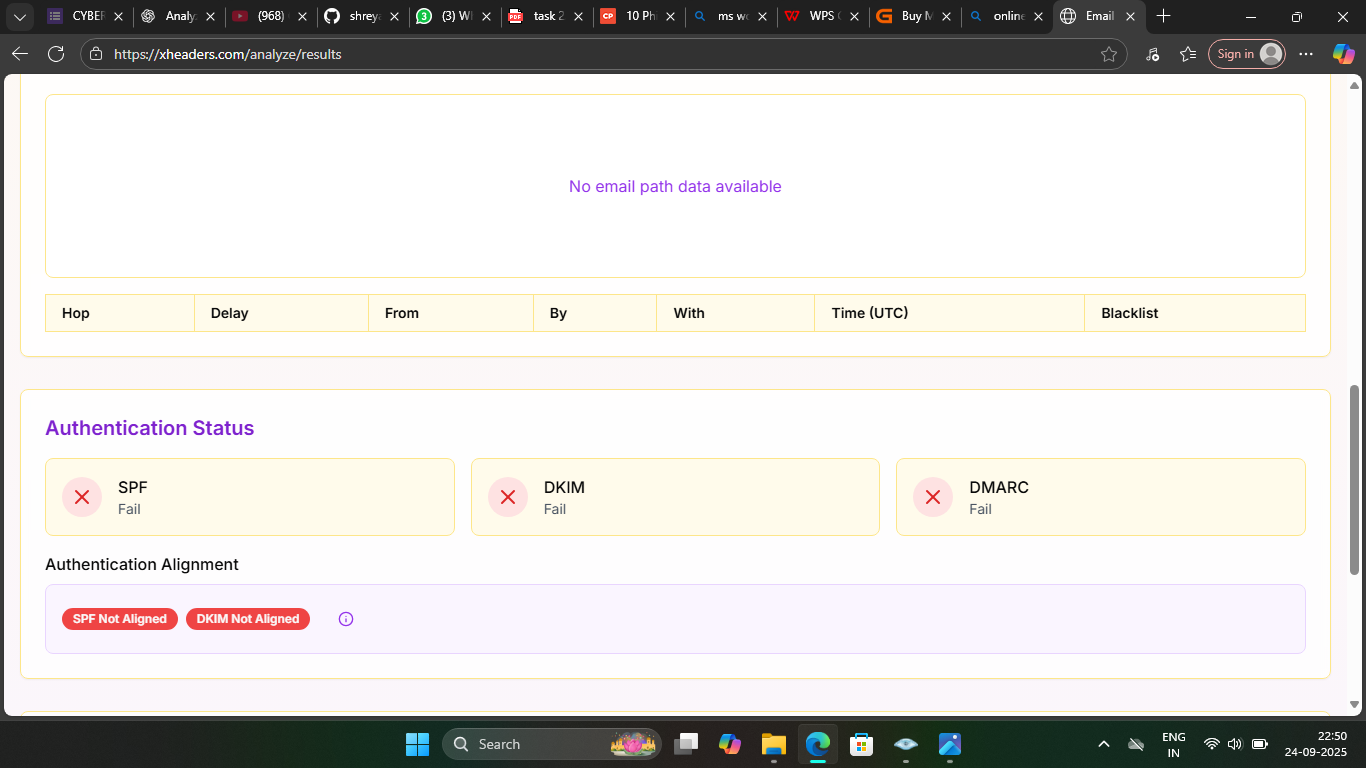 CYBER
Analy
(968)
shreya
3
(3) W
task 2
10 Ph
ms wo
WPS
Buy M
online
Email
https://xheaders.com/analyze/results
Sign in
No email path data available
Hop Delay From By With Time (UTC) Blacklist
Authentication Status
SPF
Fail
DKIM
Fail
DMARC
Fail
Authentication Alignment
SPF Not Aligned DKIM Not Aligned
Search
ENG
IN
22:50
24-09-2025